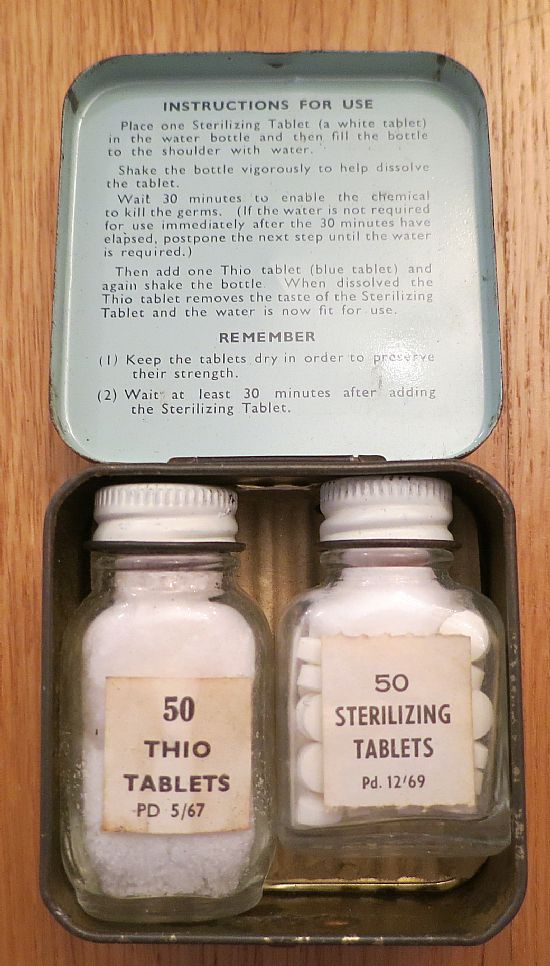 INSTRUCTIONS FOR USE
Place one Sterilizing Tablet (a white tablet)
in the water bottle and then fill the bottle
to the shoulder with water.
Shake the bottle vigorously to help dissolve
the tablet.
Wait 30 minutes to enable the chemical
to kill the germs. (If the water is not required
for use immediately after the 30 minutes have
elapsed, postpone the next step until the water
is required.)
Then add one Thio tablet (blue tablet) and
again shake the bottle. When dissolved the
Thio tablet removes the taste of the Sterilizing
Tablet and the water is now fit for use.
REMEMBER
(1) Keep the tablets dry in order to preserve
their strength.
(2) Wait at least 30 minutes after adding
the Sterilizing Tablet.
50
THIO
TABLETS
PD 5/67
50
STERILIZING
TABLETS
Pd. 12'69